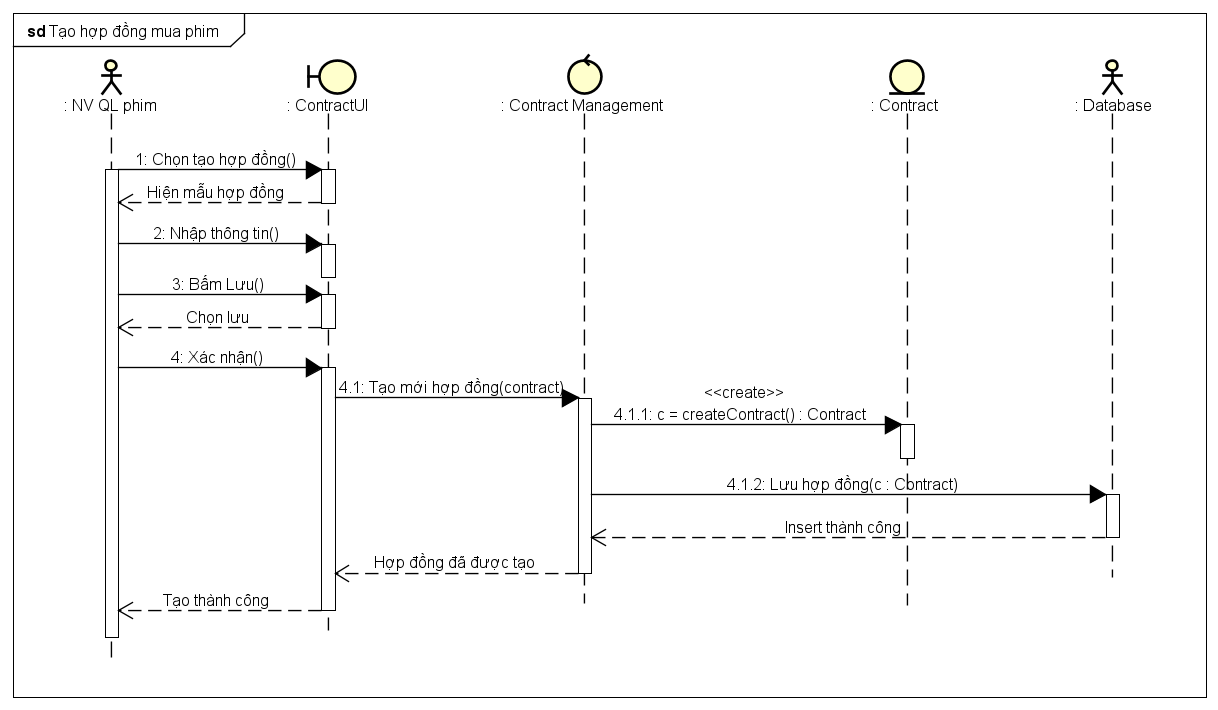 sd Tạo hợp đồng mua phim
: NV QL phim
: ContractUI
: Contract Management
: Contract
: Database
1: Chọn tạo hợp đồng()
Hiện mẫu hợp đồng
2: Nhập thông tin()
3: Bấm Lưu()
Chọn lưu
4: Xác nhận()
4.1: Tạo mới hợp đồng(contract)
<<create>>
4.1.1: c = createContract() : Contract
4.1.2: Lưu hợp đồng(c : Contract)
Insert thành công
Hợp đồng đã được tạo
Tạo thành công